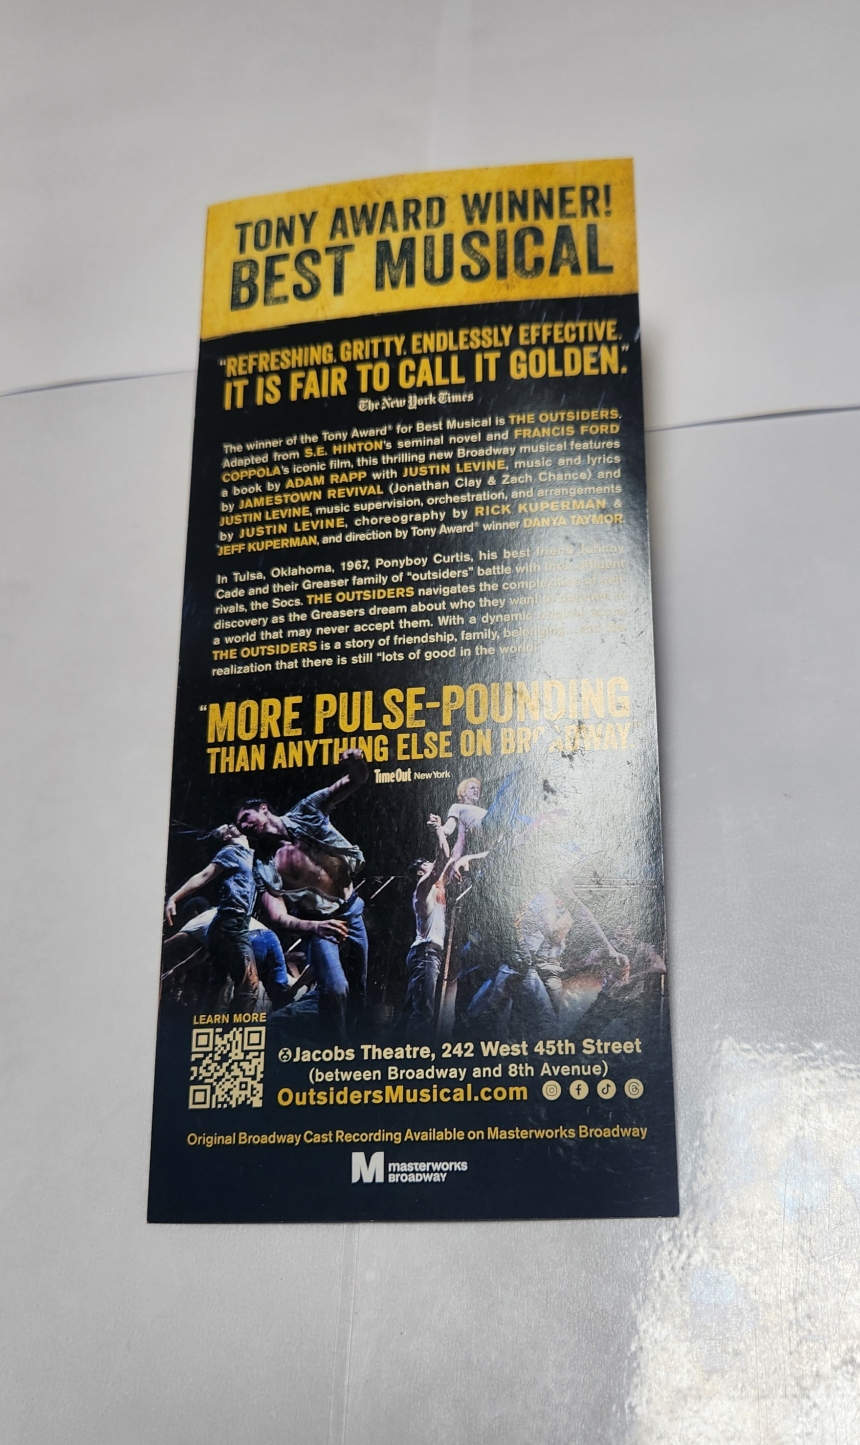 TONY AWARD WINNER!
BEST MUSICAL
“REFRESHING. GRITTY. ENDLESSLY EFFECTIVE.
IT IS FAIR TO CALL IT GOLDEN.”
The New York Times
The winner of the Tony Award® for Best Musical is THE OUTSIDERS.
Adapted from S.E. HINTON's seminal novel and FRANCIS FORD
COPPOLA's iconic film, this thrilling new Broadway musical features
a book by ADAM RAPP with JUSTIN LEVINE, music and lyrics
by JAMESTOWN REVIVAL (Jonathan Clay & Zach Chance) and
JUSTIN LEVINE, music supervision, orchestration, and arrangements
by JUSTIN LEVINE, choreography by RICK KUPERMAN &
JEFF KUPERMAN, and direction by Tony Award® winner DANYA TAYMOR.
In Tulsa, Oklahoma, 1967, Ponyboy Curtis, his best friend Johnny
Cade and their Greaser family of “outsiders” battle with their
rivals, the Socs. THE OUTSIDERS navigates the
discovery as the Greasers dream about who they want
a world that may never accept them. With a dynamic
THE OUTSIDERS is a story of friendship, family,
realization that there is still “lots of good in the world
“MORE PULSE-POUNDING
THAN ANYTHING ELSE ON BROADWAY.”
TimeOut New York
LEARN MORE
Jacobs Theatre, 242 West 45th Street
(between Broadway and 8th Avenue)
OutsidersMusical.com
Original Broadway Cast Recording Available on Masterworks Broadway
M masterworks
BROADWAY